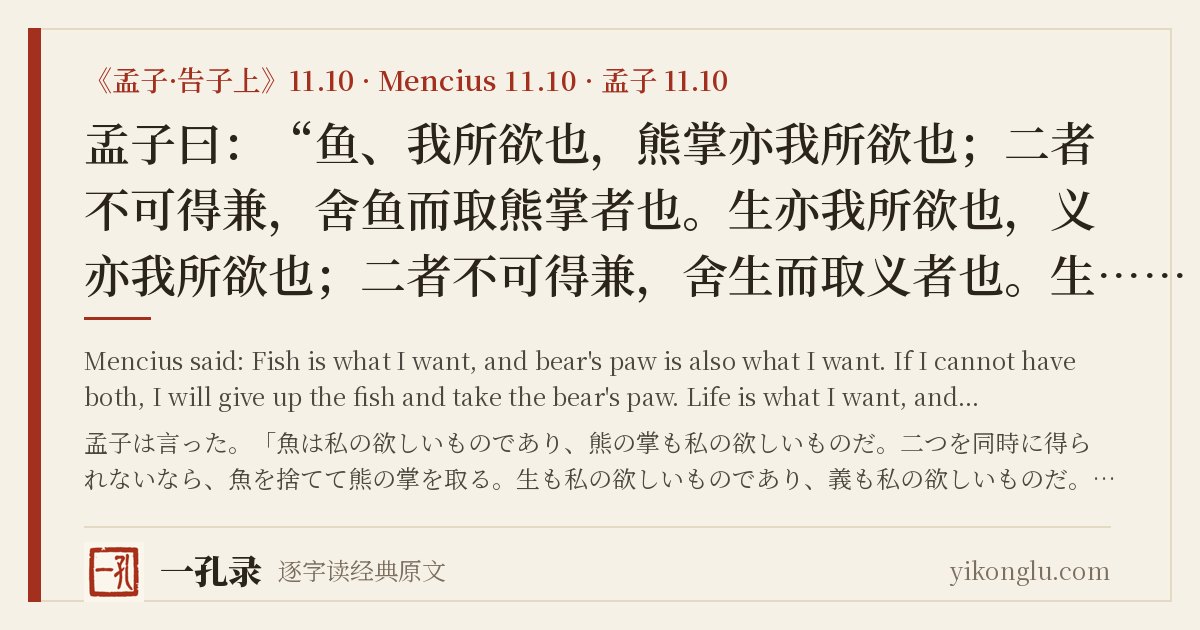 《孟子·告子上》11.10 · Mencius 11.10 · 孟子 11.10
孟子曰：“鱼、我所欲也，熊掌亦我所欲也；二者
不可得兼，舍鱼而取熊掌者也。生亦我所欲也，义
亦我所欲也；二者不可得兼，舍生而取义者也。生……
Mencius said: Fish is what I want, and bear's paw is also what I want. If I cannot have
both, I will give up the fish and take the bear's paw. Life is what I want, and...
孟子は言った。「魚は私の欲しいものであり、熊の掌も私の欲しいものだ。二つを同時に得ら
れないなら、魚を捨てて熊の掌を取る。生も私の欲しいものであり、義も私の欲しいものだ。…
一孔
一孔录 逐字读经典原文 yikonglu.com